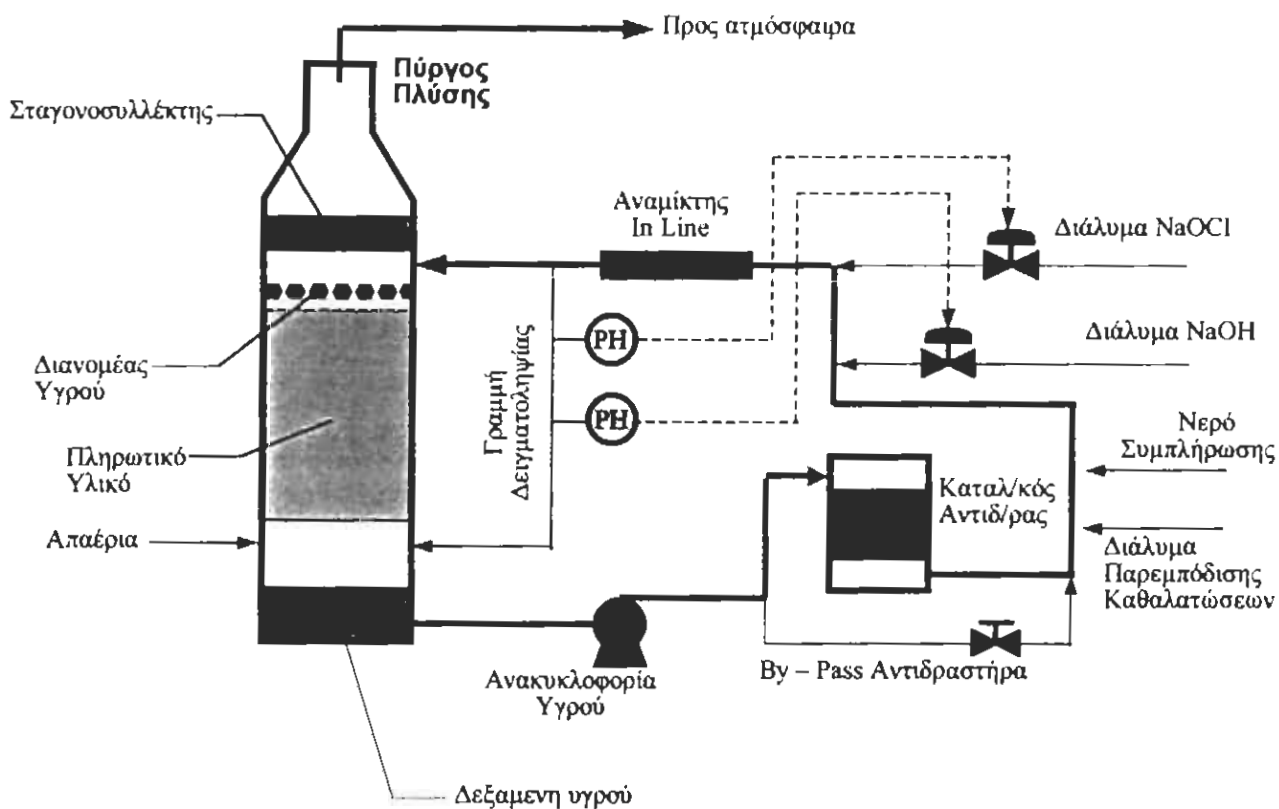 Προς ατμόσφαιρα
Πύργος
Πλύσης
Σταγονοσυλλέκτης
Αναμίκτης
In Line
Διάλυμα NaOCl
Διάλυμα NaOH
PH
PH
Γραμμή
Δειγματοληψίας
Διανομέας
Υγρού
Πληρωτικό
Υλικό
Απαέρια
Νερό
Συμπλήρωσης
Καταλ/κός
Αντιδ/ρας
Διάλυμα
Παρεμπόδισης
Καθαλατώσεων
By – Pass Αντιδραστήρα
Ανακυκλοφορία
Υγρού
Δεξαμενη υγρού